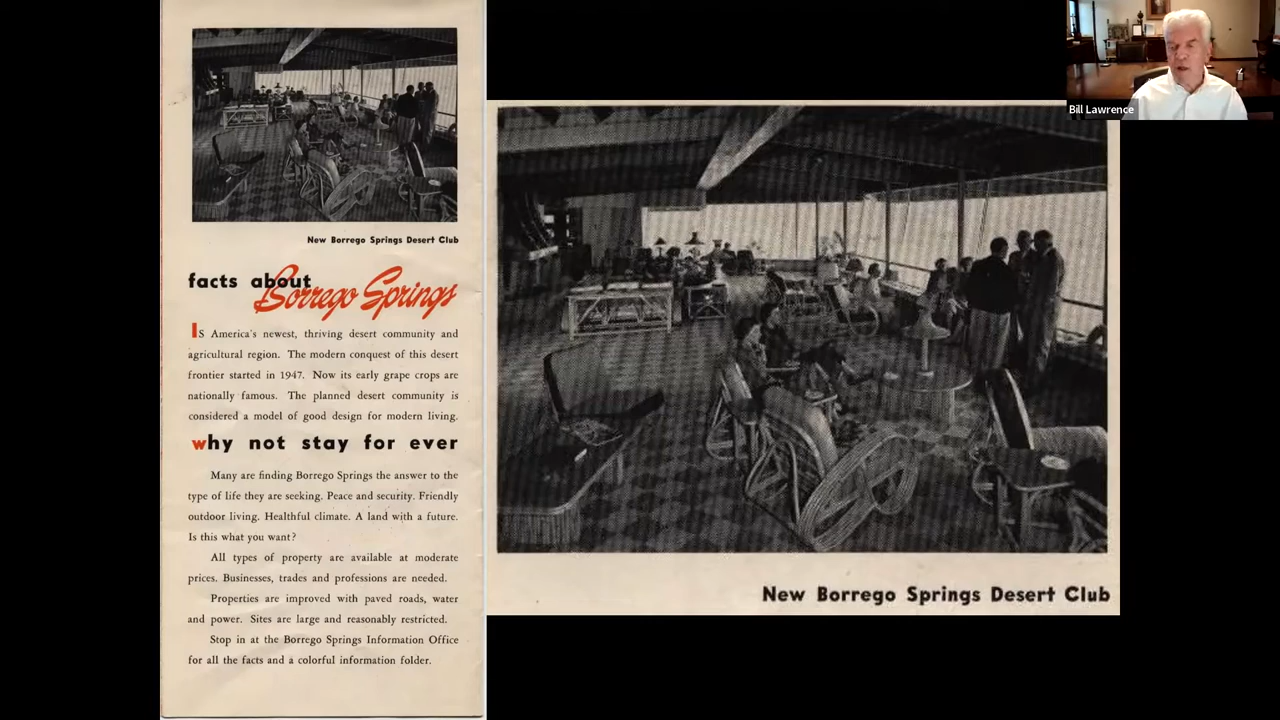 Bill Lawrence
New Borrego Springs Desert Club
facts about Borrego Springs
IS America's newest, thriving desert community and
agricultural region. The modern conquest of this desert
frontier started in 1947. Now its early grape crops are
nationally famous. The planned desert community is
considered a model of good design for modern living.
why not stay for ever
Many are finding Borrego Springs the answer to the
type of life they are seeking. Peace and security. Friendly
outdoor living. Healthful climate. A land with a future.
Is this what you want?
All types of property are available at moderate
prices. Businesses, trades and professions are needed.
Properties are improved with paved roads, water
and power. Sites are large and reasonably restricted.
Stop in at the Borrego Springs Information Office
for all the facts and a colorful information folder.
New Borrego Springs Desert Club